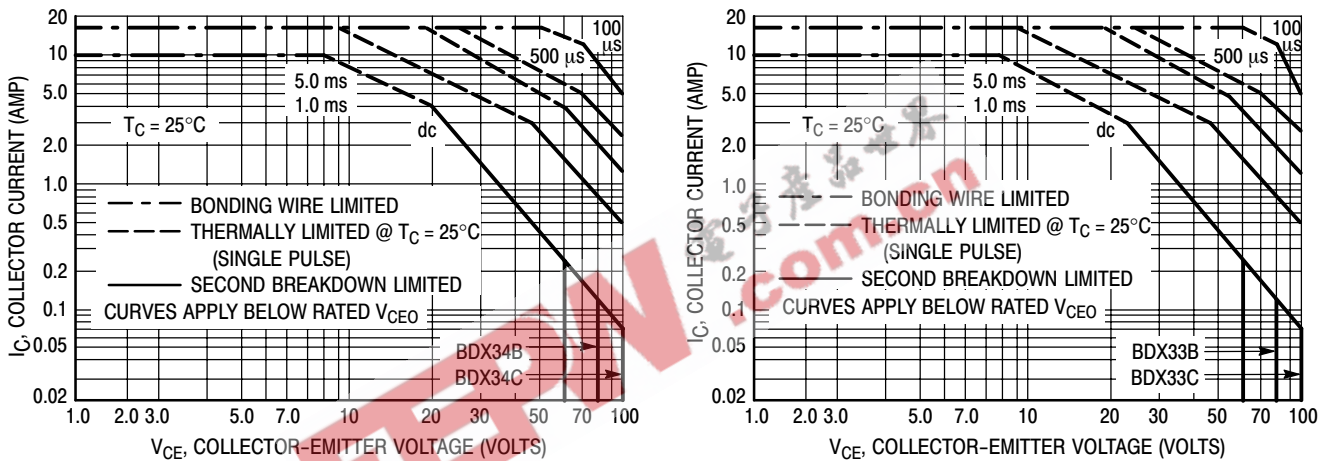 20
10
5.0
2.0
1.0
0.5
0.2
0.1
0.05
0.02
IC, COLLECTOR CURRENT (AMP)
100
µs
500 µs
5.0 ms
1.0 ms
TC = 25°C
dc
BONDING WIRE LIMITED
THERMALLY LIMITED @ TC = 25°C
(SINGLE PULSE)
SECOND BREAKDOWN LIMITED
CURVES APPLY BELOW RATED VCEO
BDX34B
BDX34C
1.0 2.0 3.0 5.0 7.0 10 20 30 50 70 100
VCE, COLLECTOR-EMITTER VOLTAGE (VOLTS)
20
10
5.0
2.0
1.0
0.5
0.2
0.1
0.05
0.02
IC, COLLECTOR CURRENT (AMP)
100
µs
500 µs
5.0 ms
1.0 ms
TC = 25°C
dc
BONDING WIRE LIMITED
THERMALLY LIMITED @ TC = 25°C
(SINGLE PULSE)
SECOND BREAKDOWN LIMITED
CURVES APPLY BELOW RATED VCEO
BDX33B
BDX33C
1.0 2.0 3.0 5.0 7.0 10 20 30 50 70 100
VCE, COLLECTOR-EMITTER VOLTAGE (VOLTS)
電子產品世界
.com.cn